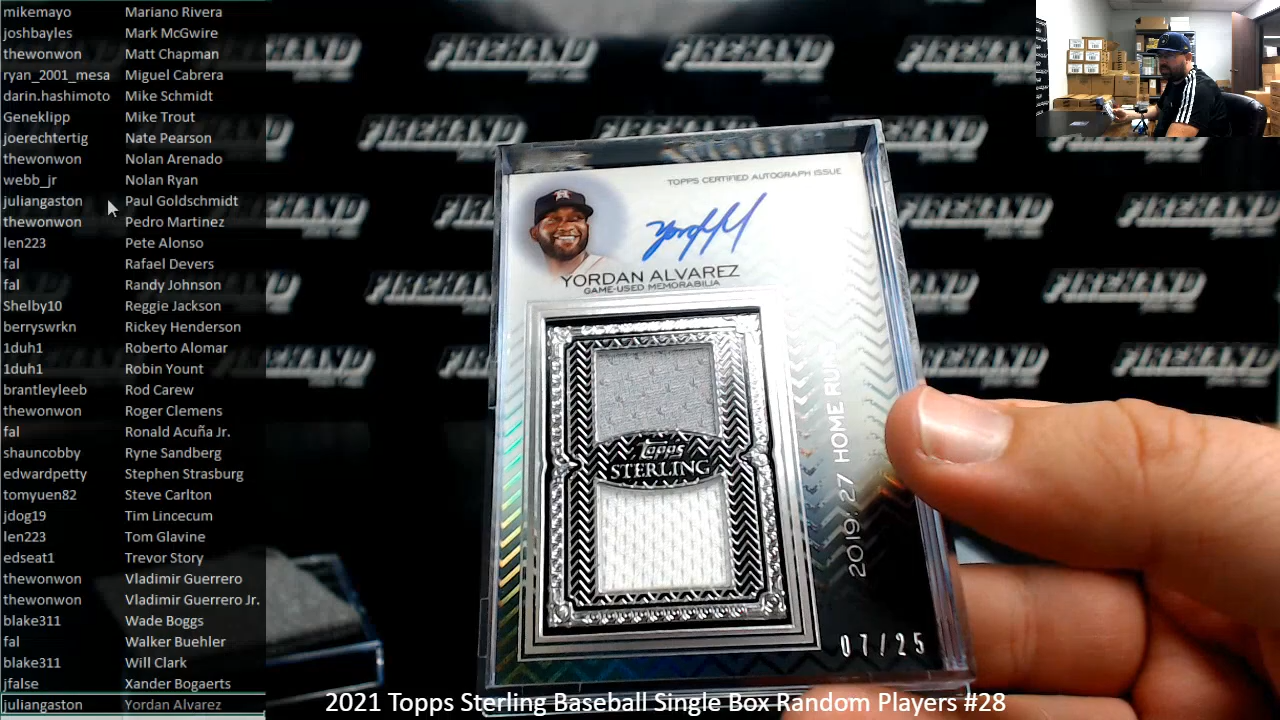 mikemayo Mariano Rivera
joshbayles Mark McGwire
thewonwon Matt Chapman
ryan_2001_mesa Miguel Cabrera
darin.hashimoto Mike Schmidt
Geneklipp Mike Trout
joerechtertig Nate Pearson
thewonwon Nolan Arenado
webb_jr Nolan Ryan
juliangaston Paul Goldschmidt
thewonwon Pedro Martinez
len223 Pete Alonso
fal Rafael Devers
fal Randy Johnson
Shelby10 Reggie Jackson
berryswrkn Rickey Henderson
1duh1 Roberto Alomar
1duh1 Robin Yount
brantleyleeb Rod Carew
thewonwon Roger Clemens
fal Ronald Acuña Jr.
shauncobby Ryne Sandberg
edwardpetty Stephen Strasburg
tomyuen82 Steve Carlton
jdog19 Tim Lincecum
len223 Tom Glavine
edseat1 Trevor Story
thewonwon Vladimir Guerrero
thewonwon Vladimir Guerrero Jr.
blake311 Wade Boggs
fal Walker Buehler
blake311 Will Clark
jfalse Xander Bogaerts
juliangaston Yordan Alvarez
FIREHAND
TOPPS CERTIFIED AUTOGRAPH ISSUE
YORDAN ALVAREZ
GAME-USED MEMORABILIA
Topps
STERLING
2019: 27 HOME RUNS
07/25
2021 Topps Sterling Baseball Single Box Random Players #28